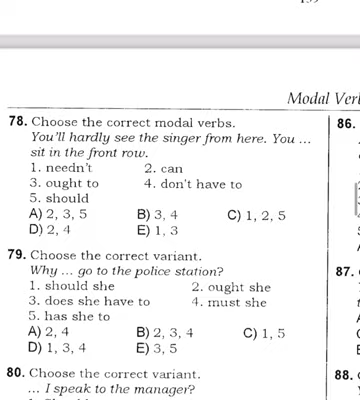 Modal
78. Choose the correct modal verbs.
You'll hardly see the singer from here. You ...
sit in the front row.
1. needn't 2. can
3. ought to 4. don't have to
5. should
A) 2, 3, 5 B) 3, 4 C) 1, 2, 5
D) 2, 4 E) 1, 3
79. Choose the correct variant.
Why ... go to the police station?
1. should she 2. ought she
3. does she have to 4. must she
5. has she to
A) 2, 4 B) 2, 3, 4 C) 1, 5
D) 1, 3, 4 E) 3, 5
80. Choose the correct variant.
... I speak to the manager?
86.
87.
88.